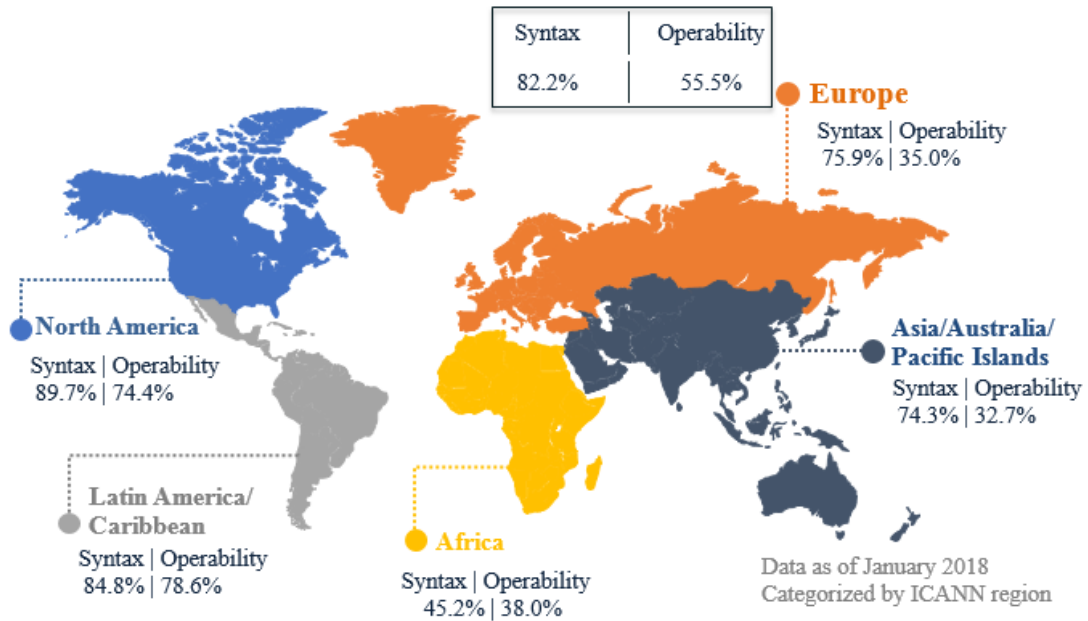 Syntax | Operability
82.2% | 55.5%
Europe
Syntax | Operability
75.9% | 35.0%
North America
Syntax | Operability
89.7% | 74.4%
Asia/Australia/
Pacific Islands
Syntax | Operability
74.3% | 32.7%
Latin America/
Caribbean
Syntax | Operability
84.8% | 78.6%
Africa
Syntax | Operability
45.2% | 38.0%
Data as of January 2018
Categorized by ICANN region